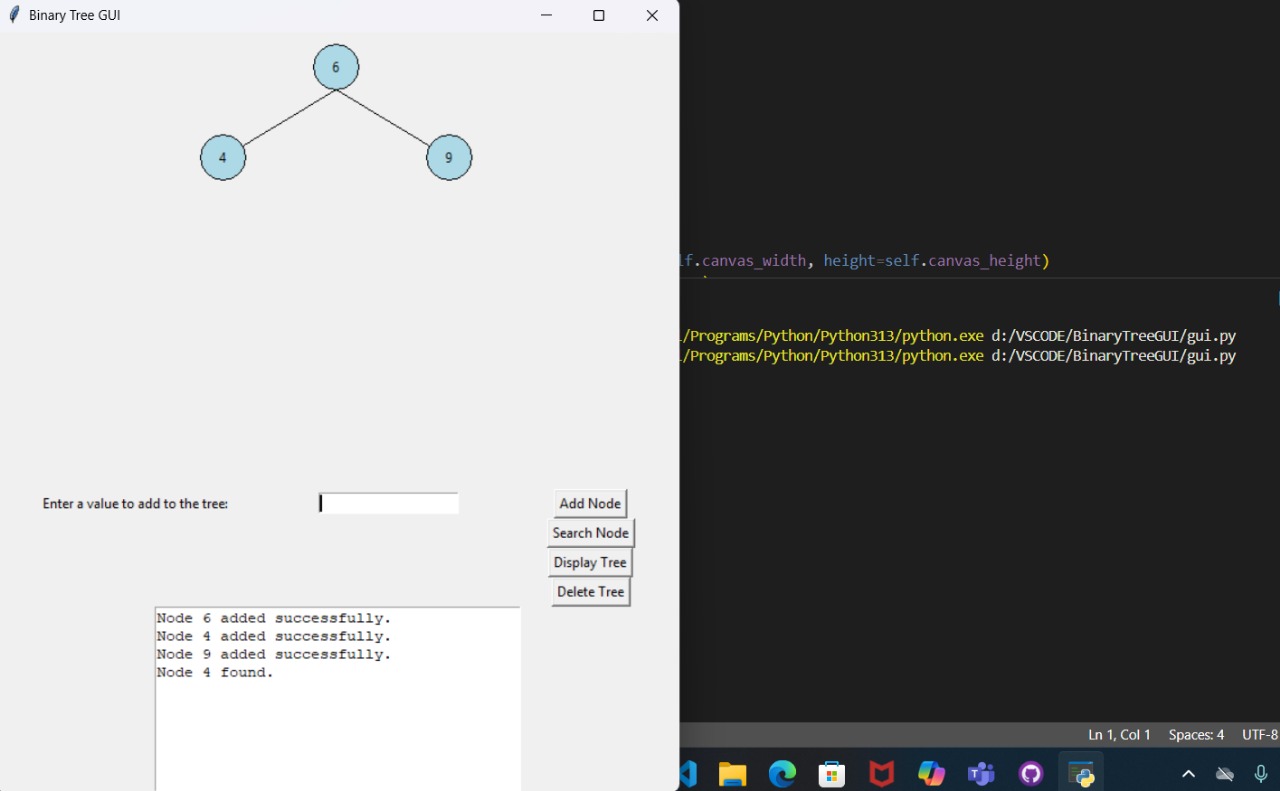 Binary Tree GUI
6
4
9
Enter a value to add to the tree:
Add Node
Search Node
Display Tree
Delete Tree
Node 6 added successfully.
Node 4 added successfully.
Node 9 added successfully.
Node 4 found.
lf.canvas_width, height=self.canvas_height)
/Programs/Python/Python313/python.exe d:/VSCODE/BinaryTreeGUI/gui.py
/Programs/Python/Python313/python.exe d:/VSCODE/BinaryTreeGUI/gui.py
Ln 1, Col 1 Spaces: 4 UTF-8